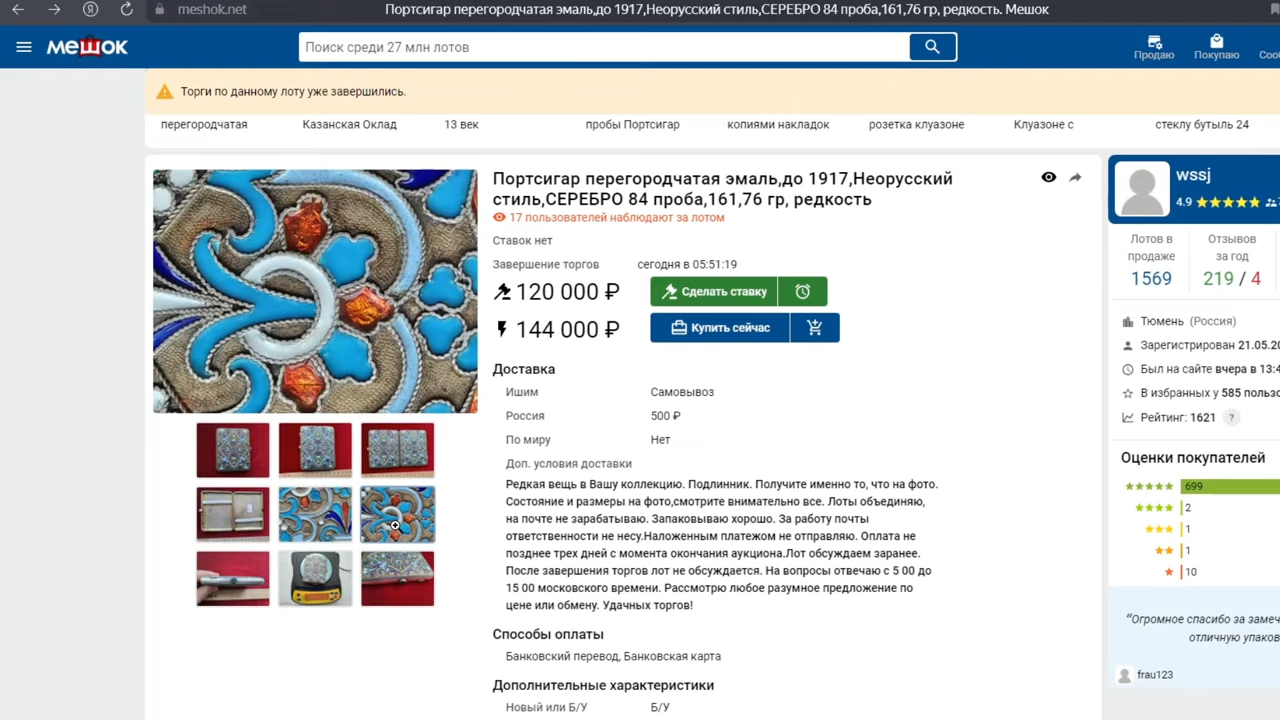 meshok.net
Портсигар перегородчатая эмаль,до 1917,Неорусский стиль,СЕРЕБРО 84 проба,161,76 гр, редкость. Мешок
мешок
Поиск среди 27 млн лотов
Продаю
Покупаю
Соо
Торги по данному лоту уже завершились.
перегородчатая
Казанская Оклад
13 век
пробы Портсигар
копиями накладок
розетка клуазоне
Клуазоне с
стеклу бутыль 24
Портсигар перегородчатая эмаль,до 1917,Неорусский
стиль,СЕРЕБРО 84 проба,161,76 гр, редкость
17 пользователей наблюдают за лотом
Ставок нет
Завершение торгов сегодня в 05:51:19
120 000 ₽ Сделать ставку
144 000 ₽ Купить сейчас
Доставка
Ишим Самовывоз
Россия 500 ₽
По миру Нет
Доп. условия доставки
Редкая вещь в Вашу коллекцию. Подлинник. Получите именно то, что на фото.
Состояние и размеры на фото,смотрите внимательно все. Лоты объединяю,
на почте не зарабатываю. Запаковываю хорошо. За работу почты
ответственности не несу.Наложенным платежом не отправляю. Оплата не
позднее трех дней с момента окончания аукциона.Лот обсуждаем заранее.
После завершения торгов лот не обсуждается. На вопросы отвечаю с 5 00 до
15 00 московского времени. Рассмотрю любое разумное предложение по
цене или обмену. Удачных торгов!
Способы оплаты
Банковский перевод, Банковская карта
Дополнительные характеристики
Новый или Б/У Б/У
wssj
4.9
Лотов в
продаже
1569
Отзывов
за год
219 / 4
Тюмень (Россия)
Зарегистрирован 21.05.20
Был на сайте вчера в 13:4
В избранных у 585 пользо
Рейтинг: 1621 ?
Оценки покупателей
699
2
1
1
10
“Огромное спасибо за замеч
отличную упаков
frau123